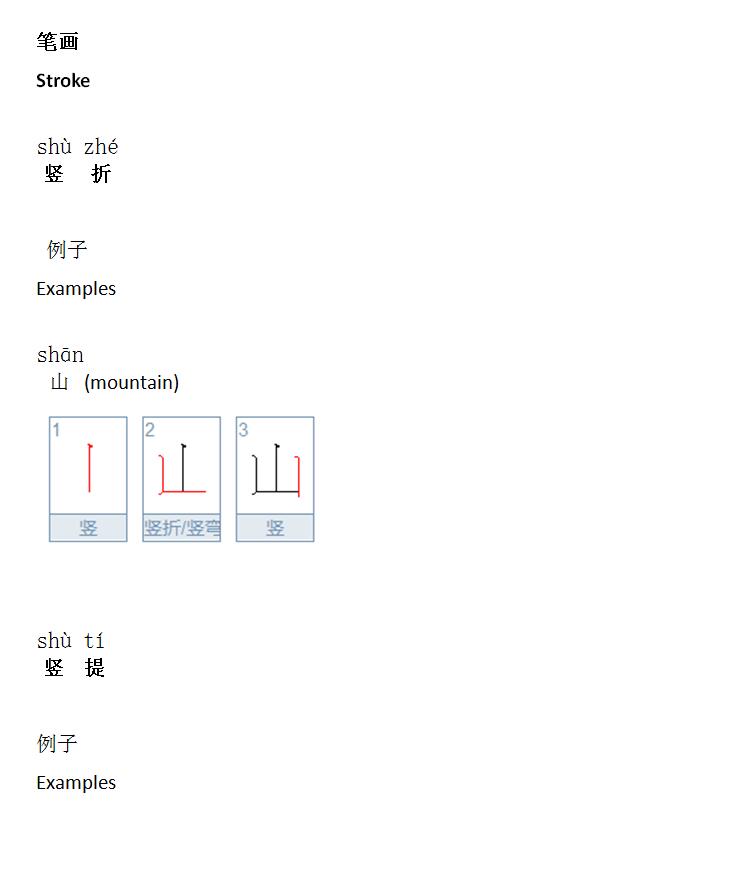 笔画
Stroke
shù zhé
竖 折
例子
Examples
shān
山 (mountain)
1 2 3
竖 竖折/竖弯 竖
shù tí
竖 提
例子
Examples